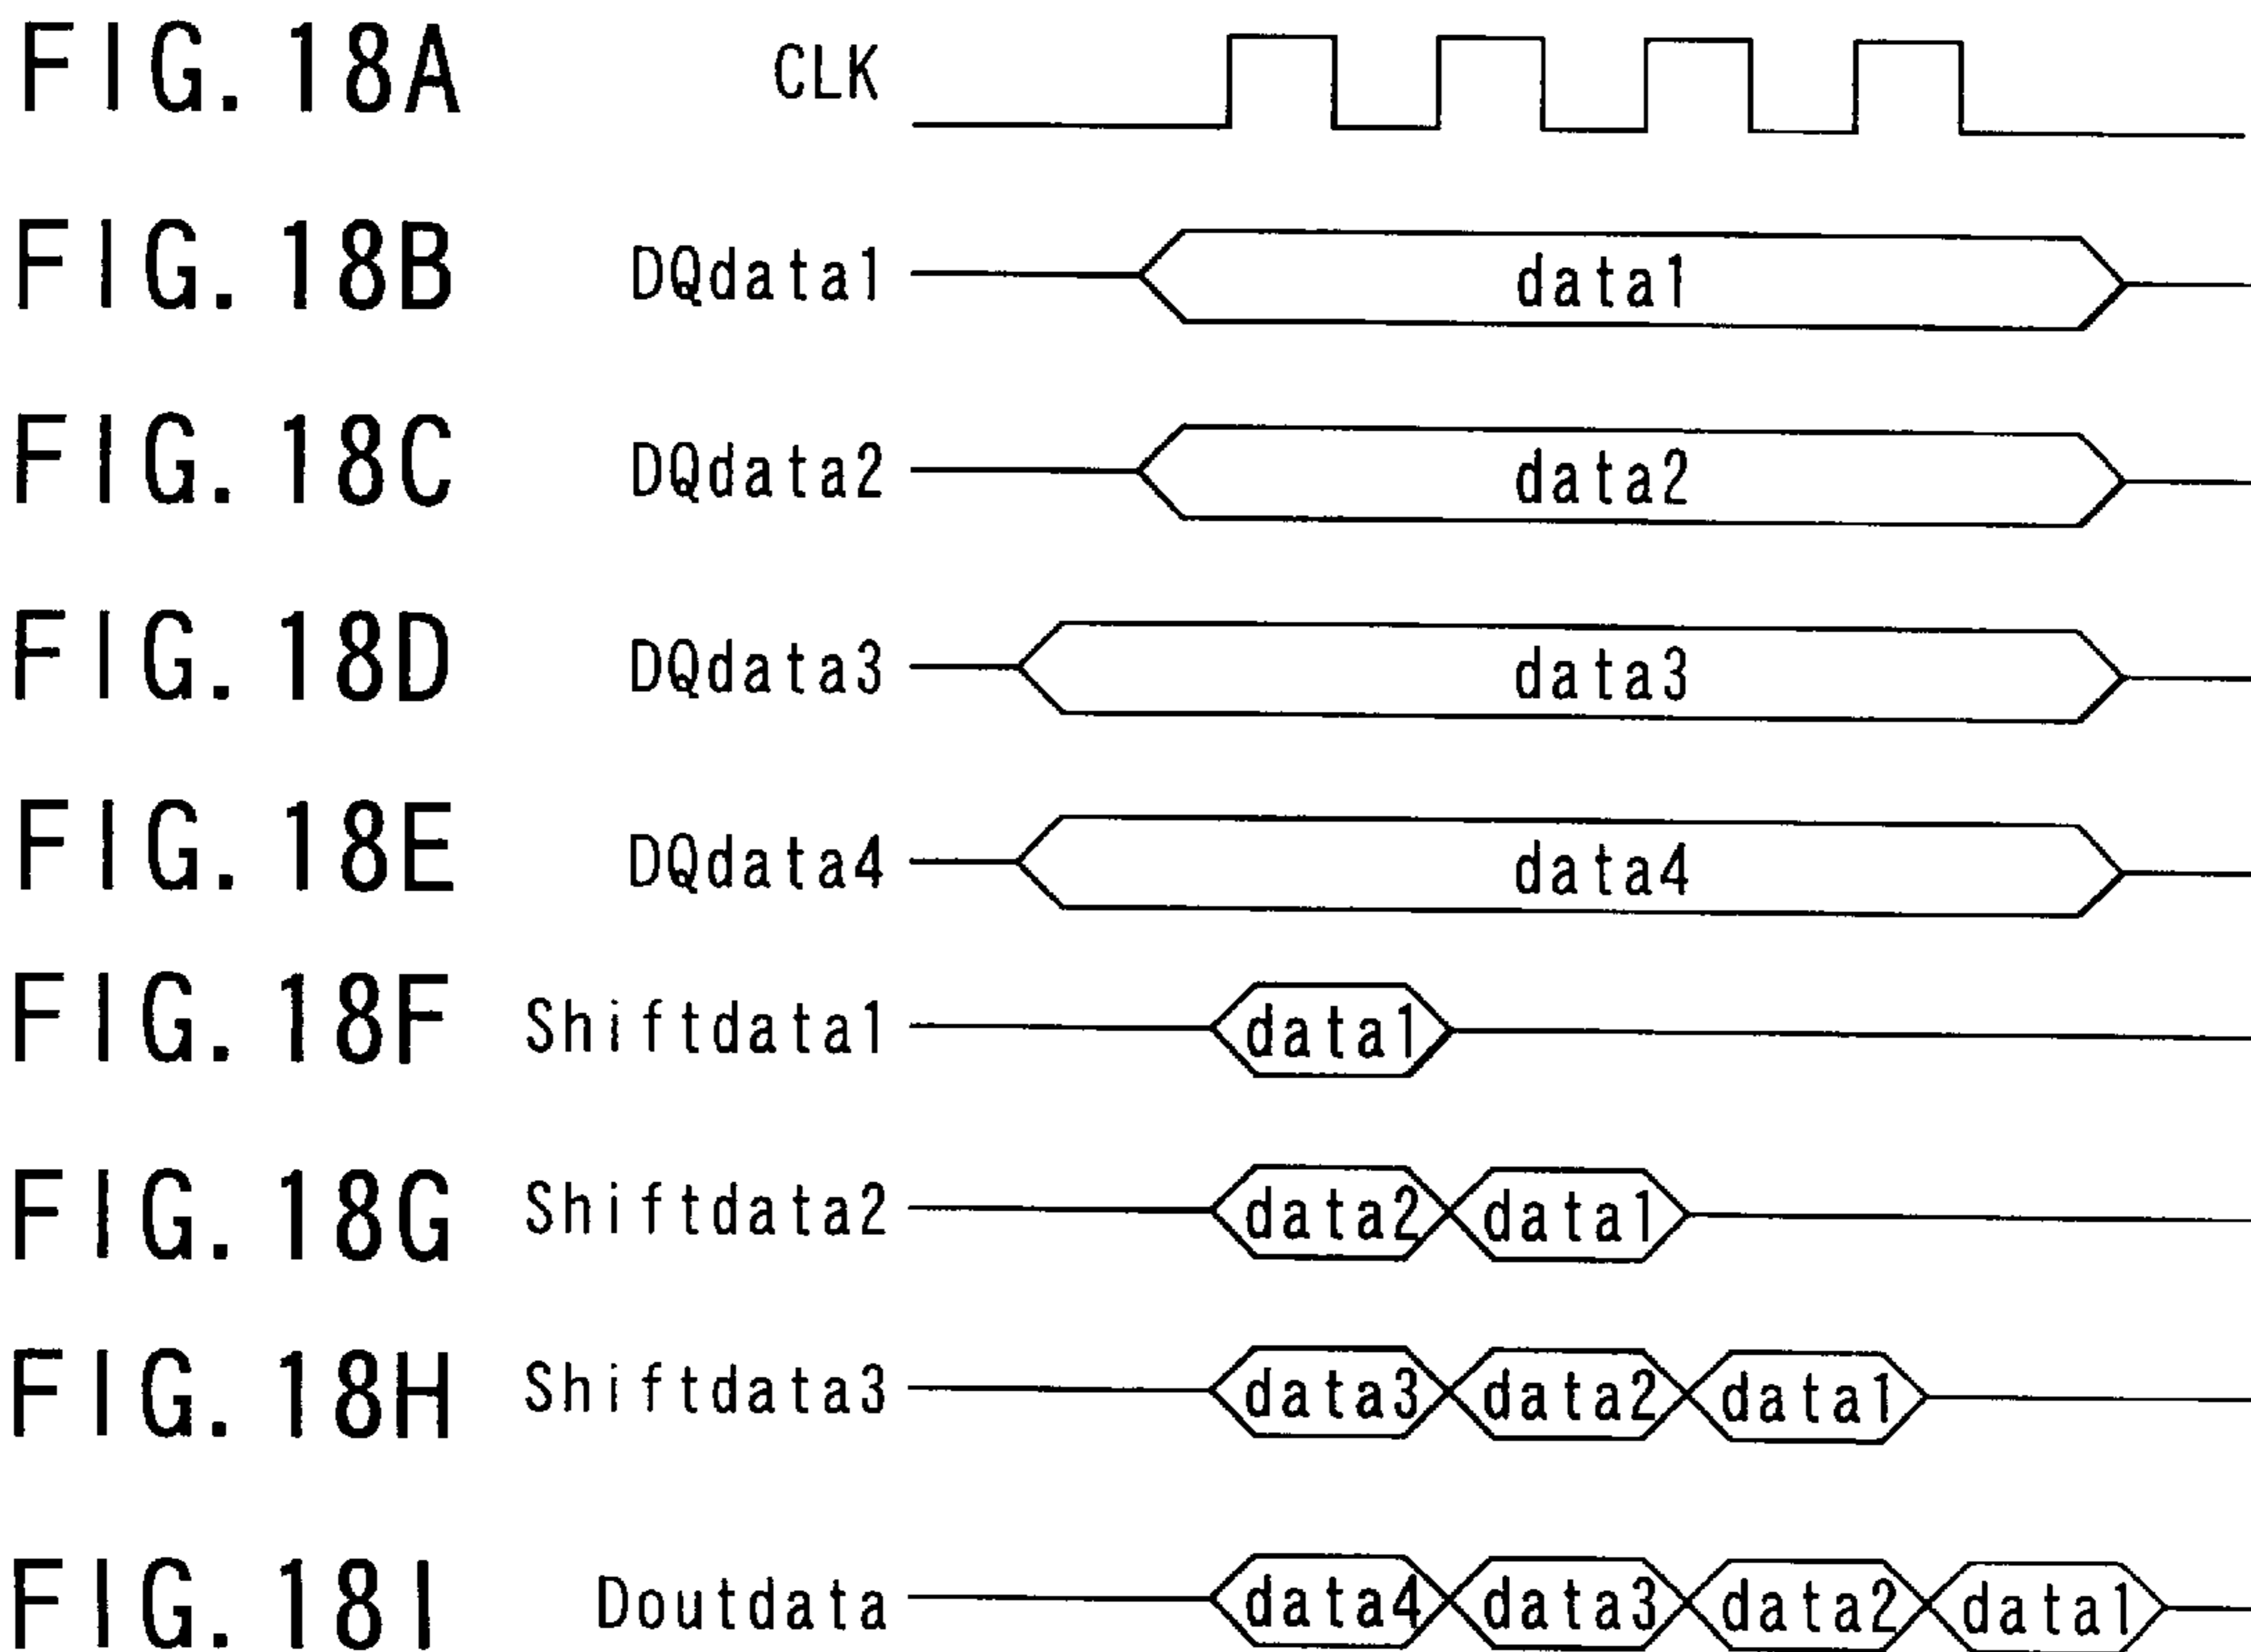 FIG. 18A CLK
FIG. 18B DQdata1 data1
FIG. 18C DQdata2 data2
FIG. 18D DQdata3 data3
FIG. 18E DQdata4 data4
FIG. 18F Shiftdata1 data1
FIG. 18G Shiftdata2 data2 data1
FIG. 18H Shiftdata3 data3 data2 data1
FIG. 18I Doutdata data4 data3 data2 data1